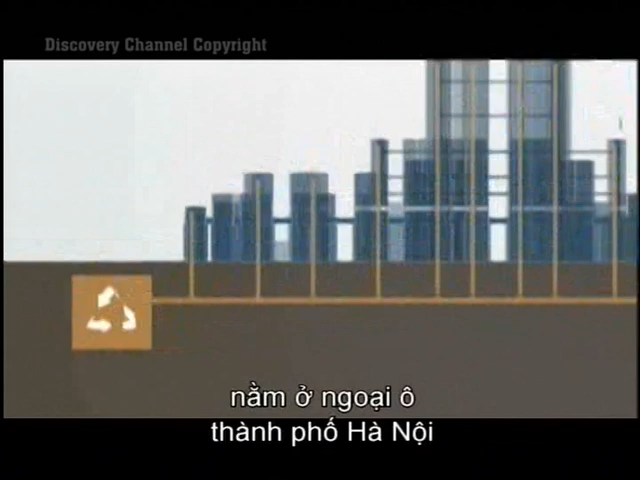 Discovery Channel Copyright
nằm ở ngoại ô
thành phố Hà Nội